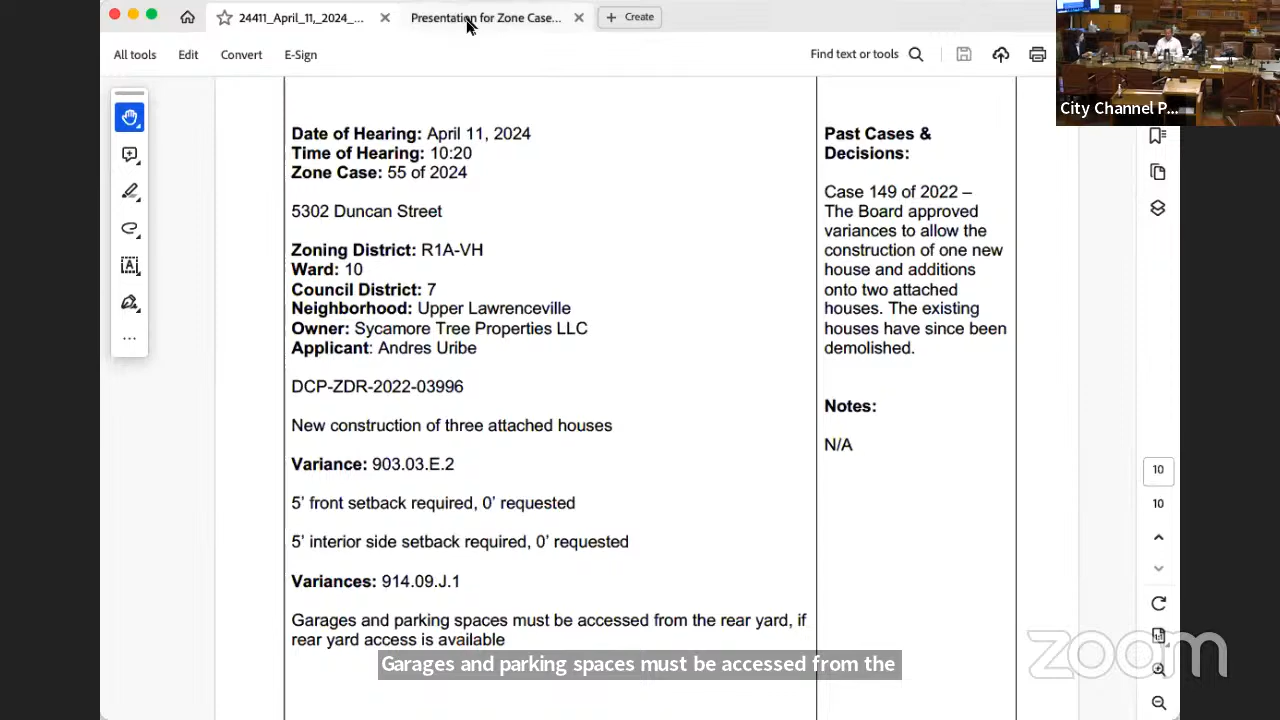 24411_April_11,_2024_...
Presentation for Zone Case...
Create
All tools
Edit
Convert
E-Sign
Find text or tools
City Channel P...
Date of Hearing: April 11, 2024
Time of Hearing: 10:20
Zone Case: 55 of 2024
5302 Duncan Street
Zoning District: R1A-VH
Ward: 10
Council District: 7
Neighborhood: Upper Lawrenceville
Owner: Sycamore Tree Properties LLC
Applicant: Andres Uribe
DCP-ZDR-2022-03996
New construction of three attached houses
Variance: 903.03.E.2
5’ front setback required, 0’ requested
5’ interior side setback required, 0’ requested
Variances: 914.09.J.1
Garages and parking spaces must be accessed from the rear yard, if
rear yard access is available
Past Cases &
Decisions:
Case 149 of 2022 –
The Board approved
variances to allow the
construction of one new
house and additions
onto two attached
houses. The existing
houses have since been
demolished.
Notes:
N/A
10
10
Garages and parking spaces must be accessed from the
zoom